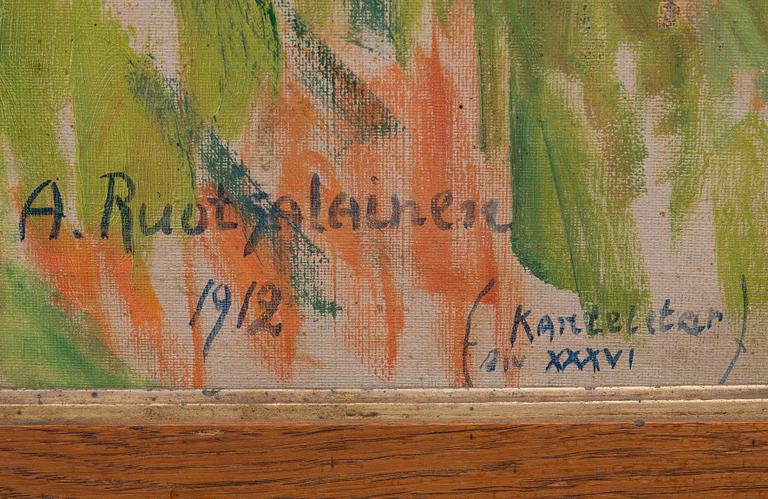 A. Ruotsalainen
1912
(Kanteletar)
siv XXXVI